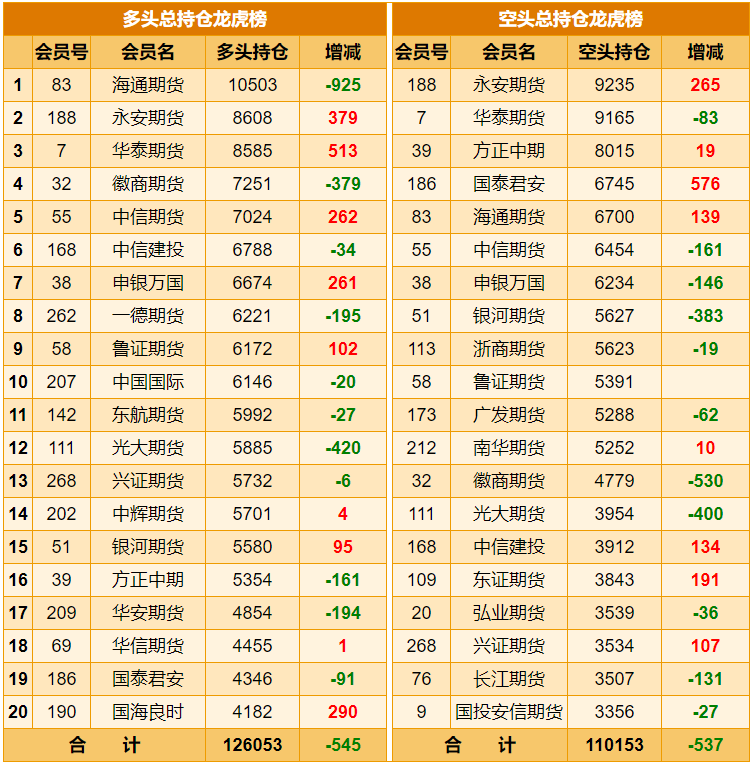 多头总持仓龙虎榜 空头总持仓龙虎榜
会员号 会员名 多头持仓 增减 会员号 会员名 空头持仓 增减
1 83 海通期货 10503 -925 188 永安期货 9235 265
2 188 永安期货 8608 379 7 华泰期货 9165 -83
3 7 华泰期货 8585 513 39 方正中期 8015 19
4 32 徽商期货 7251 -379 186 国泰君安 6745 576
5 55 中信期货 7024 262 83 海通期货 6700 139
6 168 中信建投 6788 -34 55 中信期货 6454 -161
7 38 申银万国 6674 261 38 申银万国 6234 -146
8 262 一德期货 6221 -195 51 银河期货 5627 -383
9 58 鲁证期货 6172 102 113 浙商期货 5623 -19
10 207 中国国际 6146 -20 58 鲁证期货 5391
11 142 东航期货 5992 -27 173 广发期货 5288 -62
12 111 光大期货 5885 -420 212 南华期货 5252 10
13 268 兴证期货 5732 -6 32 徽商期货 4779 -530
14 202 中辉期货 5701 4 111 光大期货 3954 -400
15 51 银河期货 5580 95 168 中信建投 3912 134
16 39 方正中期 5354 -161 109 东证期货 3843 191
17 209 华安期货 4854 -194 20 弘业期货 3539 -36
18 69 华信期货 4455 1 268 兴证期货 3534 107
19 186 国泰君安 4346 -91 76 长江期货 3507 -131
20 190 国海良时 4182 290 9 国投安信期货 3356 -27
合 计 126053 -545 合 计 110153 -537